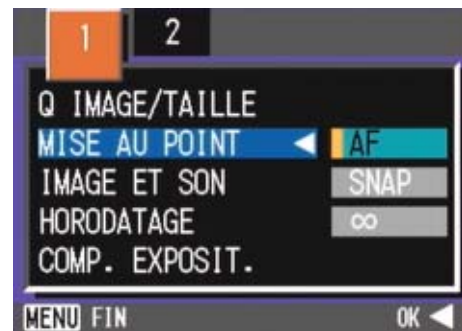 1 2
Q IMAGE/TAILLE
MISE AU POINT AF
IMAGE ET SON SNAP
HORODATAGE ∞
COMP. EXPOSIT.
MENU FIN OK